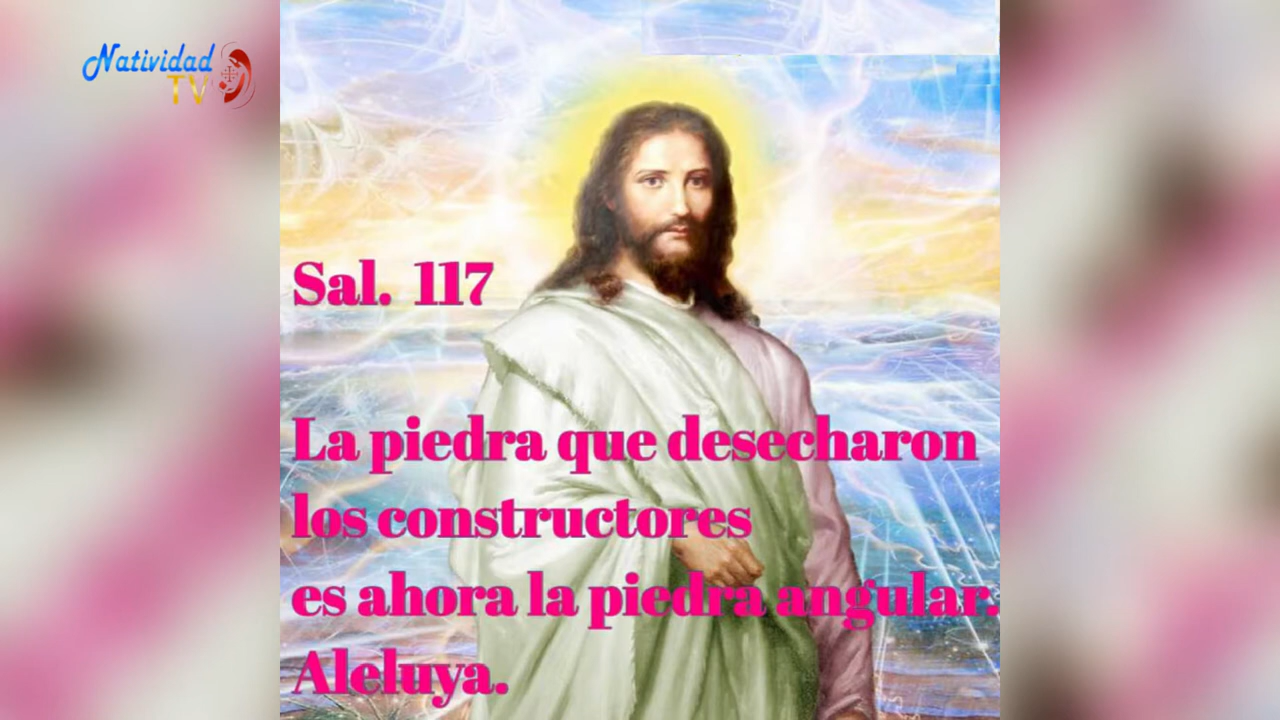 Natividad
TV
Sal. 117
La piedra que desecharon
los constructores
es ahora la piedra angular.
Aleluya.